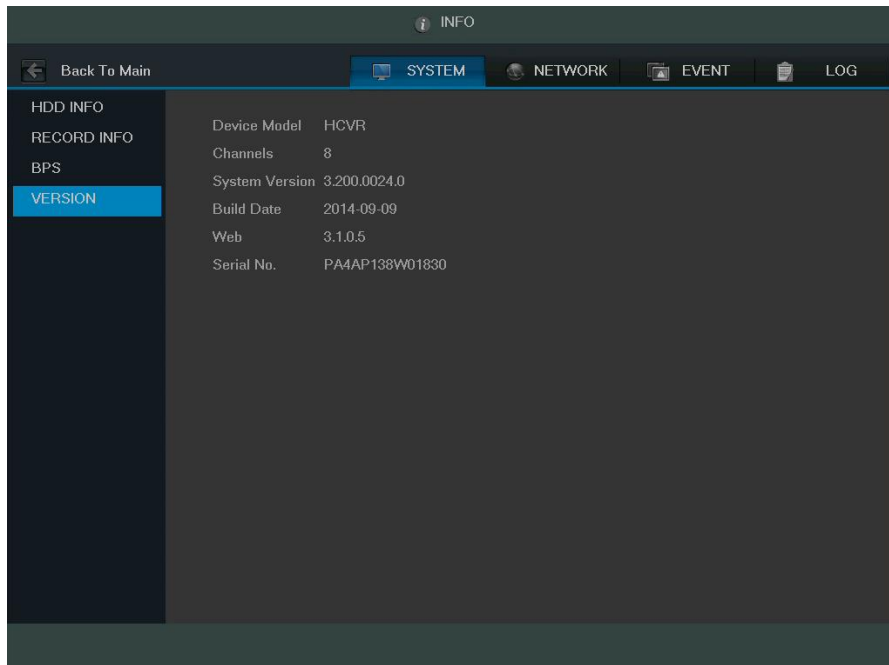 INFO
Back To Main
SYSTEM
NETWORK
EVENT
LOG
HDD INFO
RECORD INFO
BPS
VERSION
Device Model HCVR
Channels 8
System Version 3.200.0024.0
Build Date 2014-09-09
Web 3.1.0.5
Serial No. PA4AP138W01830